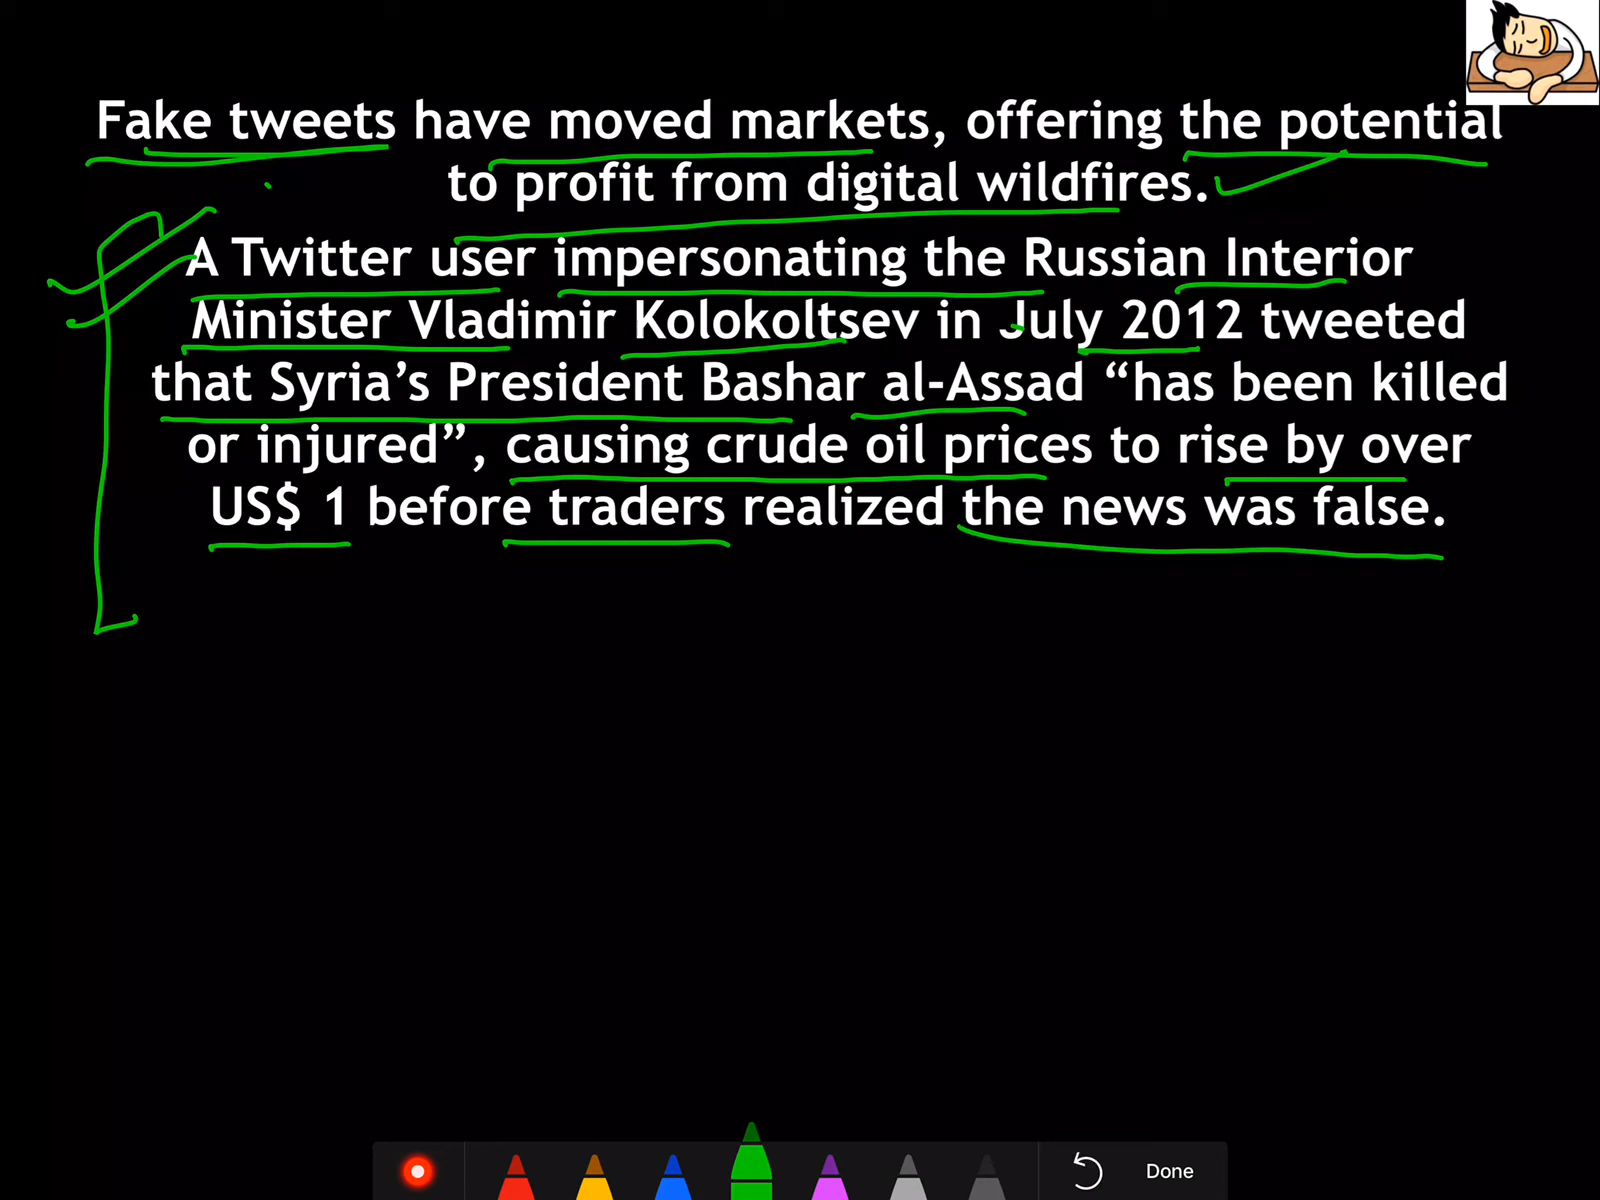 Fake tweets have moved markets, offering the potential
to profit from digital wildfires.
A Twitter user impersonating the Russian Interior
Minister Vladimir Kolokoltsev in July 2012 tweeted
that Syria’s President Bashar al-Assad “has been killed
or injured”, causing crude oil prices to rise by over
US$ 1 before traders realized the news was false.
Done